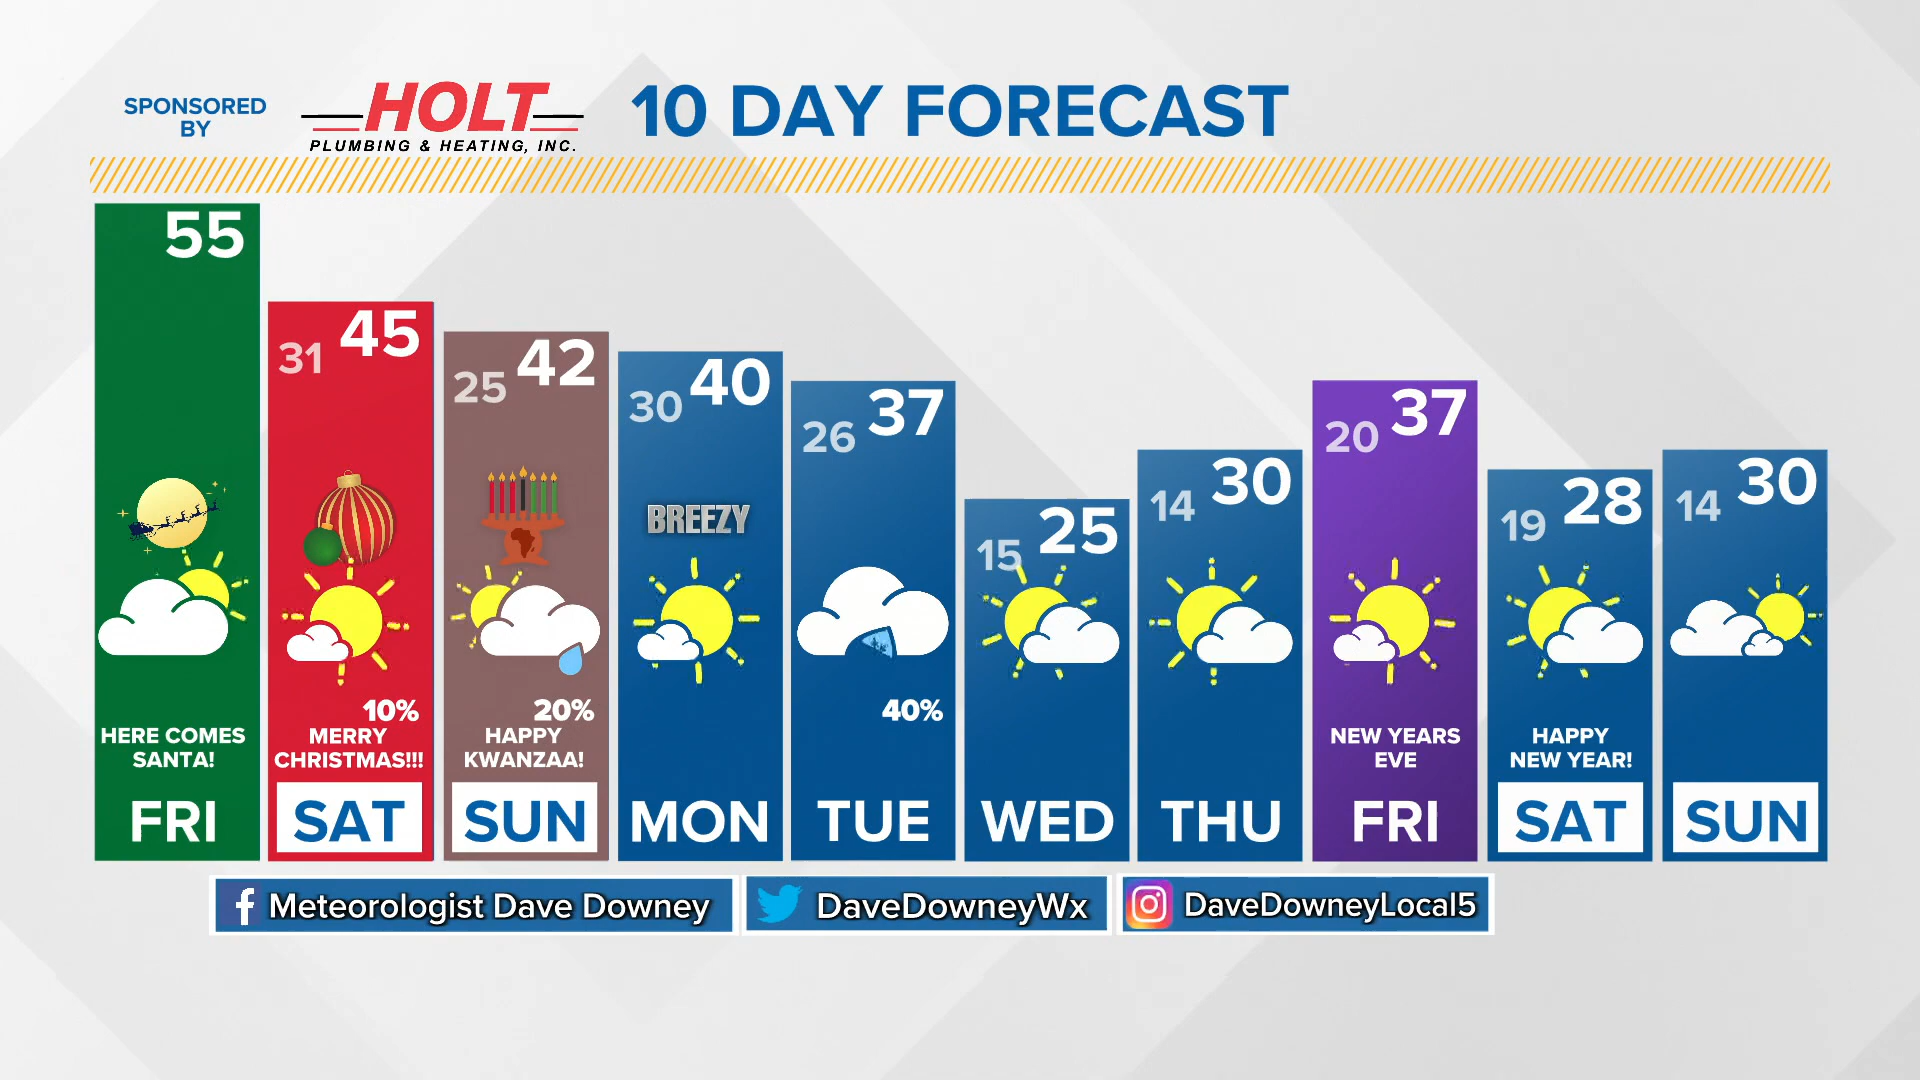 SPONSORED
BY
HOLT
PLUMBING & HEATING, INC.
10 DAY FORECAST
55
HERE COMES
SANTA!
FRI
31 45
10%
MERRY
CHRISTMAS!!!
SAT
25 42
20%
HAPPY
KWANZAA!
SUN
30 40
BREEZY
MON
26 37
40%
TUE
15 25
WED
14 30
THU
20 37
NEW YEARS
EVE
FRI
19 28
HAPPY
NEW YEAR!
SAT
14 30
SUN
Meteorologist Dave Downey
DaveDowneyWx
DaveDowneyLocal5